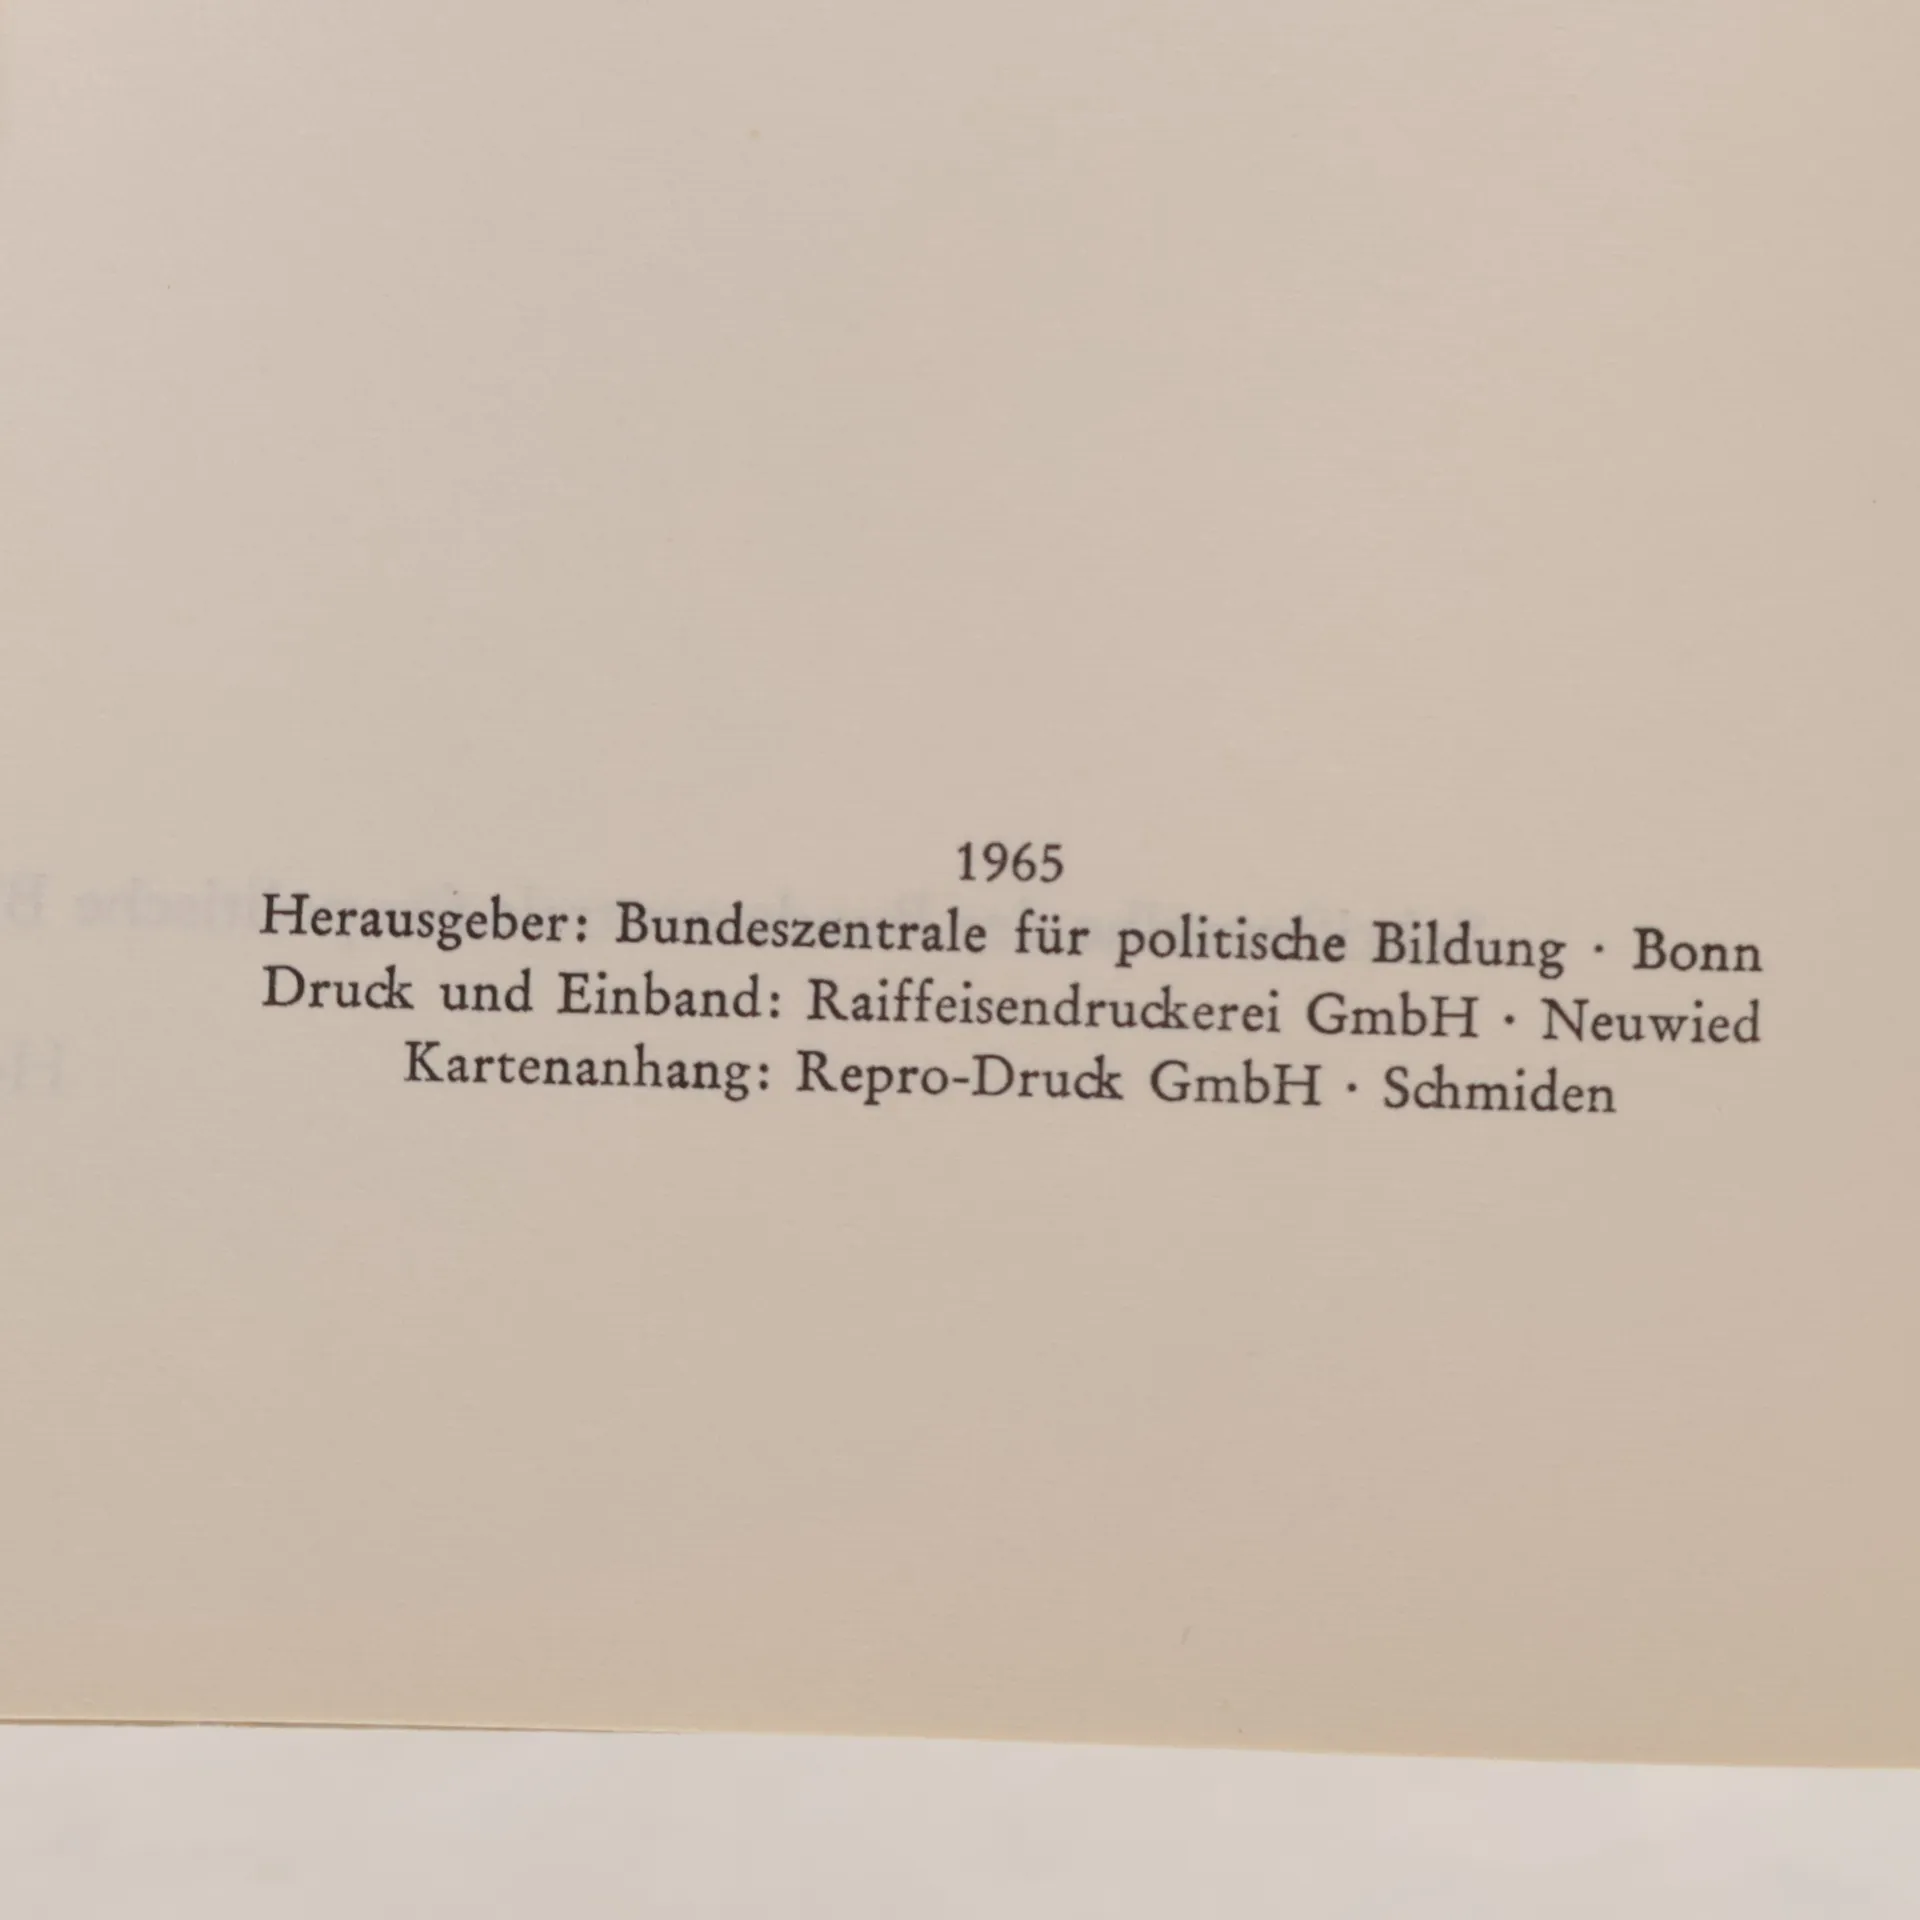 1965
Herausgeber: Bundeszentrale für politische Bildung · Bonn
Druck und Einband: Raiffeisendruckerei GmbH · Neuwied
Kartenanhang: Repro-Druck GmbH · Schmiden